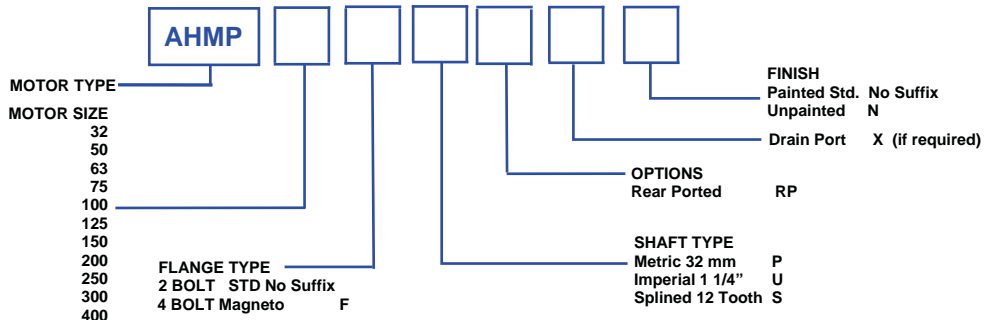 AHMP
MOTOR TYPE
MOTOR SIZE
32
50
63
75
100
125
150
200
250
300
400
FLANGE TYPE
2 BOLT STD No Suffix
4 BOLT Magneto F
SHAFT TYPE
Metric 32 mm P
Imperial 1 1/4” U
Splined 12 Tooth S
OPTIONS
Rear Ported RP
Drain Port X (if required)
FINISH
Painted Std. No Suffix
Unpainted N